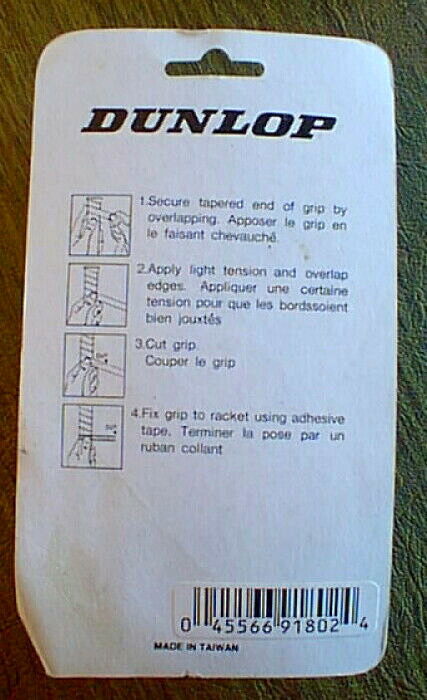 DUNLOP
1.Secure tapered end of grip by
overlapping. Apposer le grip en
le faisant chevauché.
2.Apply light tension and overlap
edges. Appliquer une certaine
tension pour que les bordssoient
bien jouxtés
3.Cut grip.
Couper le grip
4.Fix grip to racket using adhesive
tape. Terminer la pose par un
ruban collant
0 45566 91802 4
MADE IN TAIWAN